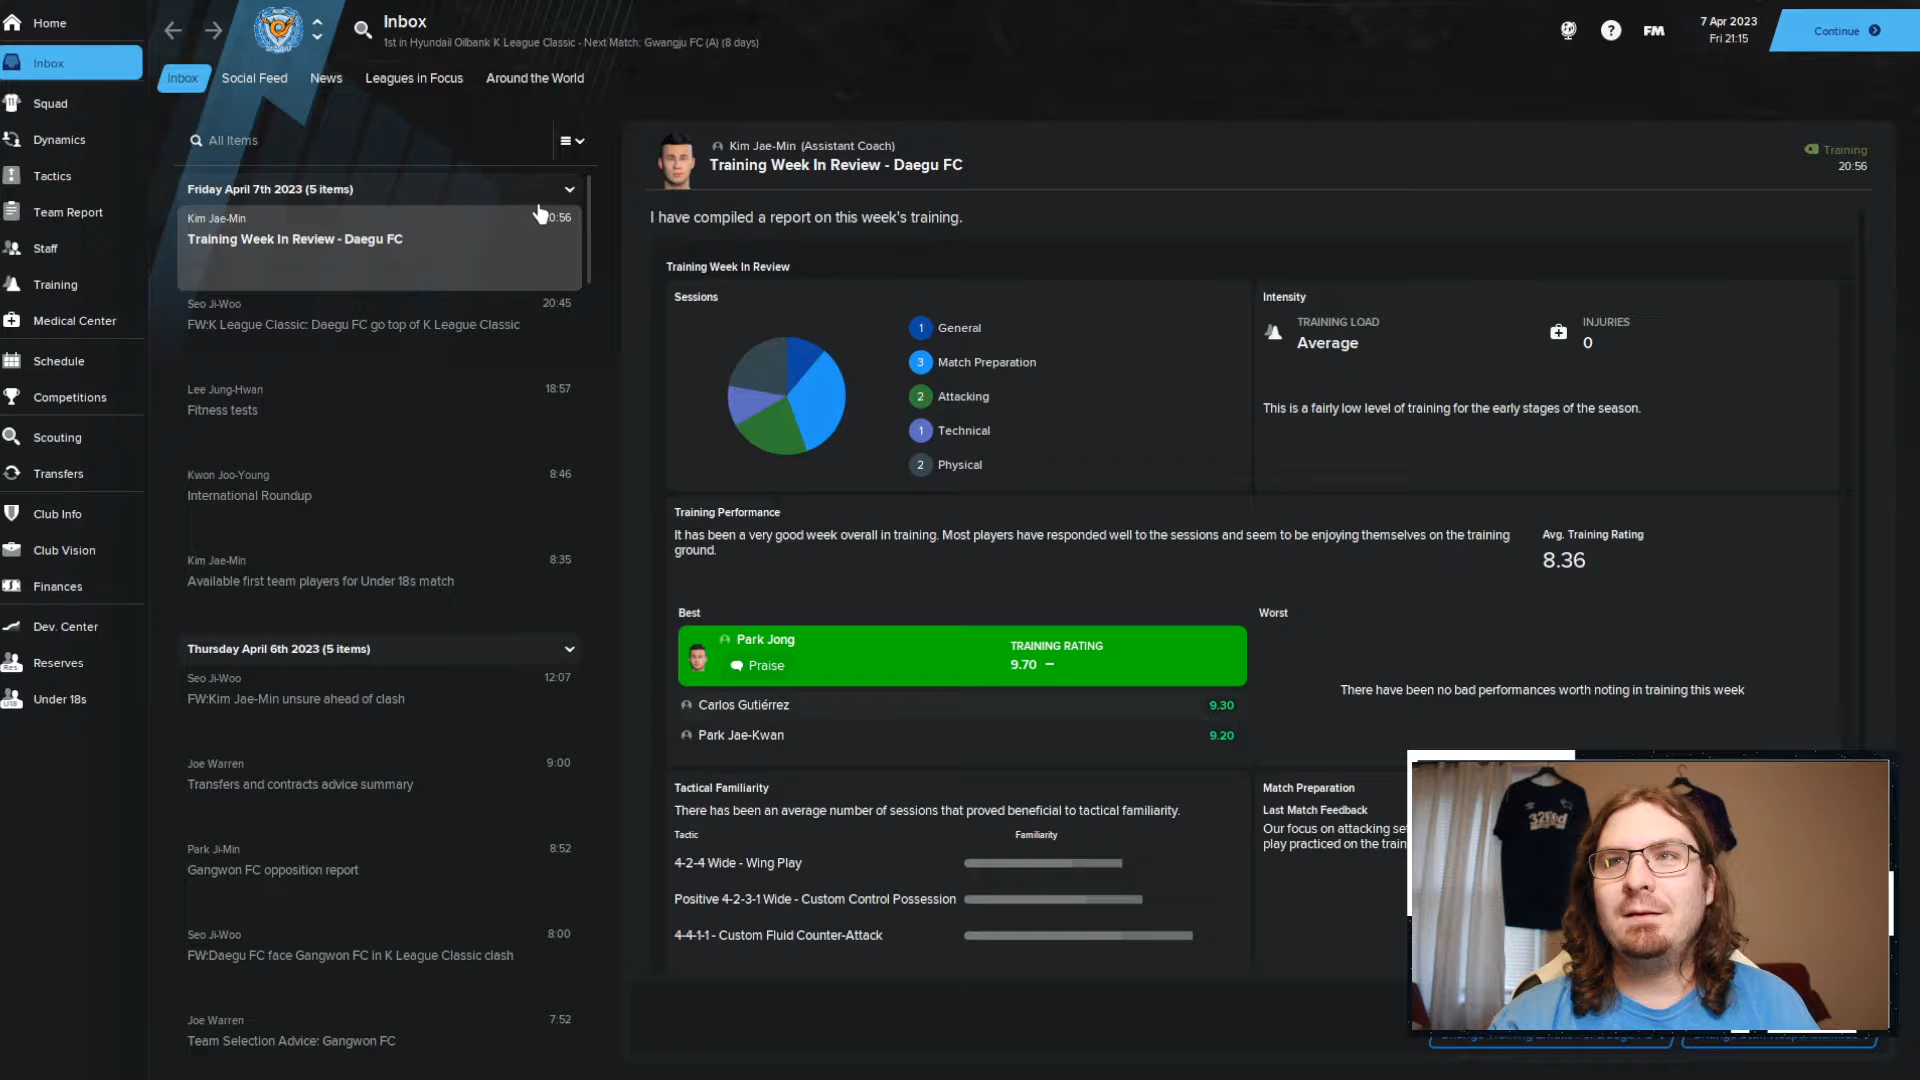 Home
Inbox
Squad
Dynamics
Tactics
Team Report
Staff
Training
Medical Center
Schedule
Competitions
Scouting
Transfers
Club Info
Club Vision
Finances
Dev. Center
Reserves
Under 18s
Inbox
1st in Hyundail Oilbank K League Classic - Next Match: Gwangju FC (A) (8 days)
FM
7 Apr 2023
Fri 21:15
Continue
Inbox
Social Feed
News
Leagues in Focus
Around the World
All Items
Friday April 7th 2023 (5 items)
Kim Jae-Min
0:56
Training Week In Review - Daegu FC
Seo Ji-Woo
20:45
FW:K League Classic: Daegu FC go top of K League Classic
Lee Jung-Hwan
18:57
Fitness tests
Kwon Joo-Young
8:46
International Roundup
Kim Jae-Min
8:35
Available first team players for Under 18s match
Thursday April 6th 2023 (5 items)
Seo Ji-Woo
12:07
FW:Kim Jae-Min unsure ahead of clash
Joe Warren
9:00
Transfers and contracts advice summary
Park Ji-Min
8:52
Gangwon FC opposition report
Seo Ji-Woo
8:00
FW:Daegu FC face Gangwon FC in K League Classic clash
Joe Warren
7:52
Team Selection Advice: Gangwon FC
Kim Jae-Min (Assistant Coach)
Training Week In Review - Daegu FC
Training
20:56
I have compiled a report on this week's training.
Training Week In Review
Sessions
1 General
3 Match Preparation
2 Attacking
1 Technical
2 Physical
Intensity
TRAINING LOAD
Average
INJURIES
0
This is a fairly low level of training for the early stages of the season.
Training Performance
It has been a very good week overall in training. Most players have responded well to the sessions and seem to be enjoying themselves on the training
ground.
Avg. Training Rating
8.36
Best
Park Jong
Praise
TRAINING RATING
9.70 –
Carlos Gutiérrez
9.30
Park Jae-Kwan
9.20
Worst
There have been no bad performances worth noting in training this week
Tactical Familiarity
There has been an average number of sessions that proved beneficial to tactical familiarity.
Tactic
Familiarity
4-2-4 Wide - Wing Play
Positive 4-2-3-1 Wide - Custom Control Possession
4-4-1-1 - Custom Fluid Counter-Attack
Match Preparation
Last Match Feedback
Our focus on attacking se
play practiced on the train